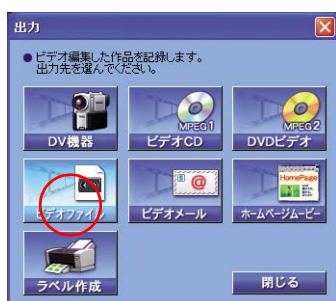 出力
●ビデオ編集した作品を記録します。
出力先を選んでください。
MPEG1
MPEG2
DV機器
ビデオCD
DVDビデオ
@
HomePage
ビデオファイル
ビデオメール
ホームページムービー
ラベル作成
閉じる